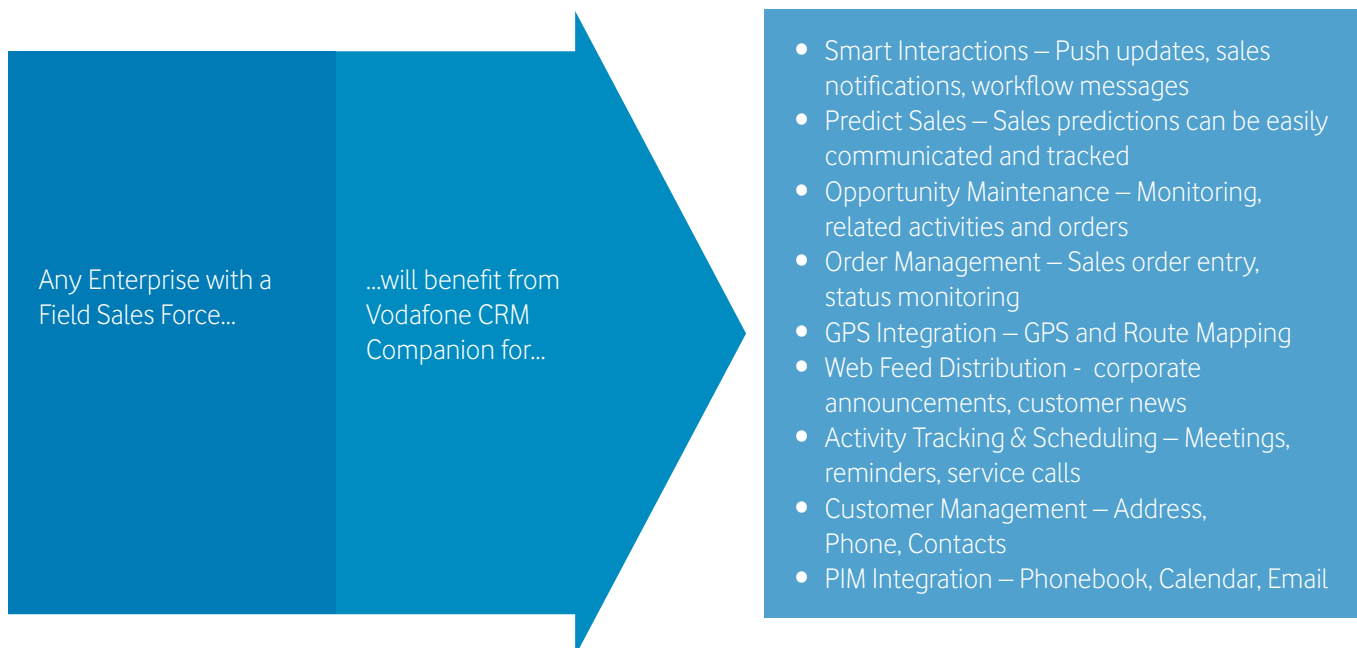 Any Enterprise with a
Field Sales Force...
...will benefit from
Vodafone CRM
Companion for...
• Smart Interactions – Push updates, sales
notifications, workflow messages
• Predict Sales – Sales predictions can be easily
communicated and tracked
• Opportunity Maintenance – Monitoring,
related activities and orders
• Order Management – Sales order entry,
status monitoring
• GPS Integration – GPS and Route Mapping
• Web Feed Distribution -  corporate
announcements, customer news
• Activity Tracking & Scheduling – Meetings,
reminders, service calls
• Customer Management – Address,
Phone, Contacts
• PIM Integration – Phonebook, Calendar, Email